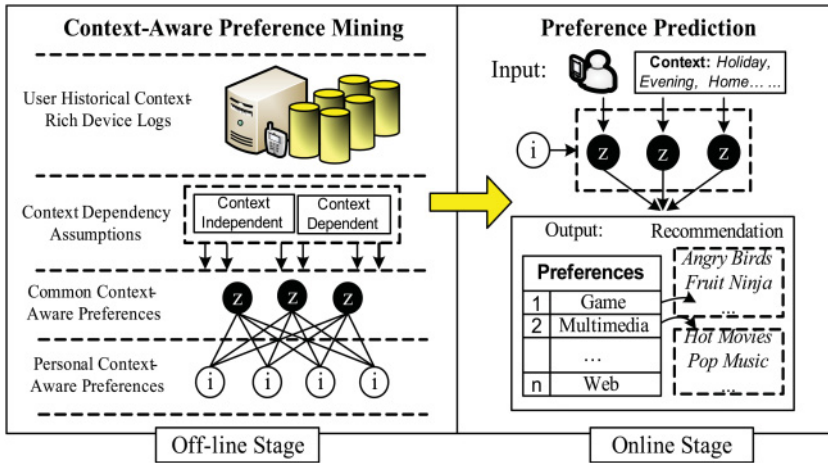 Context-Aware Preference Mining
User Historical Context-
Rich Device Logs
Context Dependency
Assumptions
Context
Independent
Context
Dependent
Common Context-
Aware Preferences
z
z
z
Personal Context-
Aware Preferences
i
i
i
i
Off-line Stage
Preference Prediction
Input:
Context: Holiday,
Evening, Home... ...
i
z
z
z
Output:
Recommendation
Preferences
1 Game
2 Multimedia
...
n Web
Angry Birds
Fruit Ninja
...
Hot Movies
Pop Music
...
Online Stage